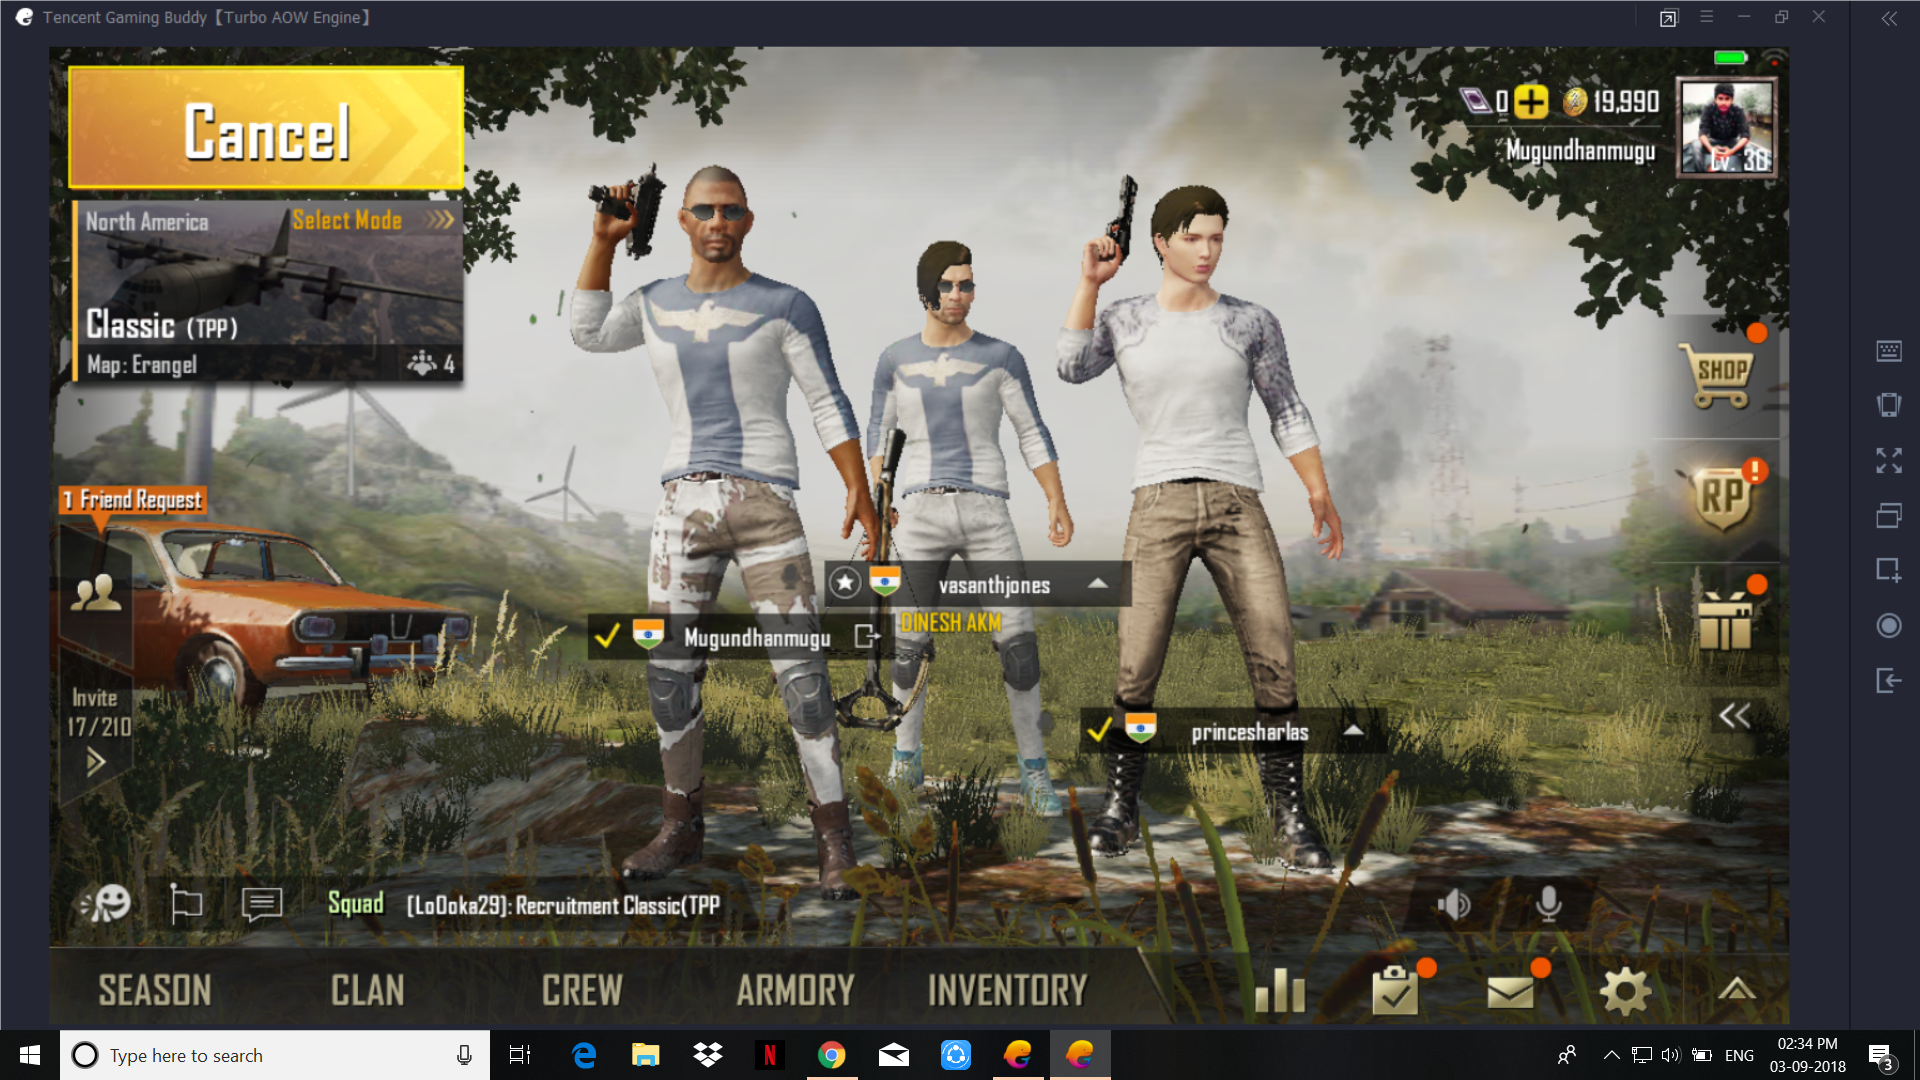 Tencent Gaming Buddy【Turbo AOW Engine】
Cancel
North America
Select Mode
Classic (TPP)
Map: Erangel
4
0
19,990
Mugundhanmugu
Lv. 30
SHOP
RP
1 Friend Request
Invite
17/210
vasanthjones
DINESH AKM
Mugundhanmugu
princesharlas
Squad
[LoOoka29]: Recruitment Classic(TPP
SEASON
CLAN
CREW
ARMORY
INVENTORY
Type here to search
ENG
02:34 PM
03-09-2018
3